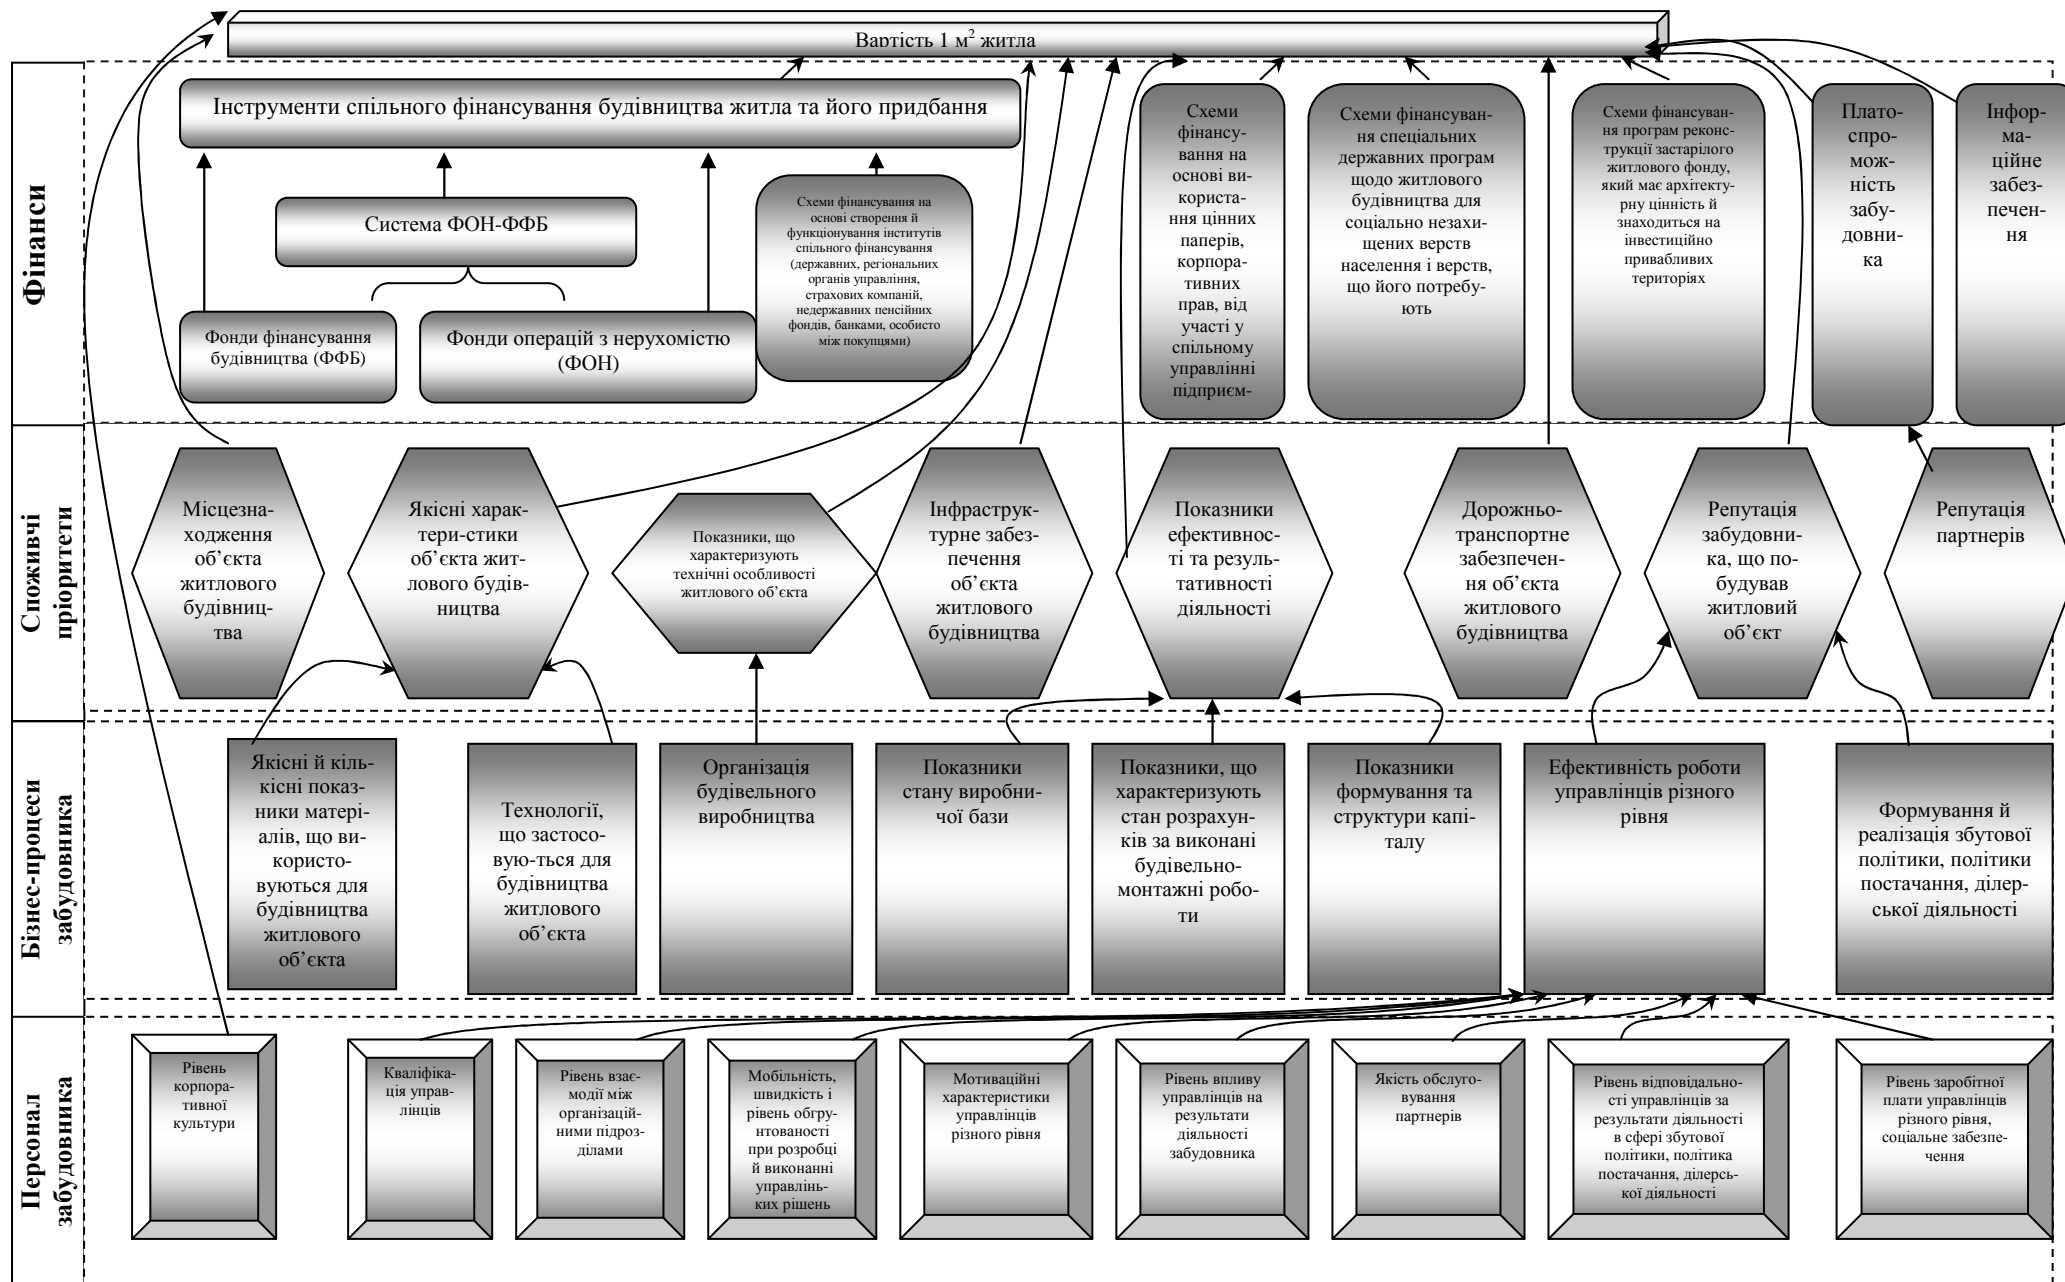 Вартість 1 м² житла
Фінанси
Інструменти спільного фінансування будівництва житла та його придбання
Система ФОН-ФФБ
Фонди фінансування
будівництва (ФФБ)
Фонди операцій з нерухомістю
(ФОН)
Схеми фінансування на
основі створення й
функціонування інститутів
спільного фінансування
(державних, регіональних
органів управління,
страхових компаній,
недержавних пенсійних
фондів, банками, особисто
між покупцями)
Схеми
фінансу-
вання на
основі ви-
користа-
ння цінних
паперів,
корпора-
тивних
прав, від
участі у
спільному
управлінні
підприєм-
Схеми фінансуван-
ня спеціальних
державних програм
щодо житлового
будівництва для
соціально незахи-
щених верств
населення і верств,
що його потребу-
ють
Схеми фінансуван-
ня програм реконс-
трукції застарілого
житлового фонду,
який має архітекту-
рну цінність й
знаходиться на
інвестиційно
привабливих
територіях
Плато-
спро-
мож-
ність
забу-
довни-
ка
Інфор-
ма-
ційне
забез-
печен-
ня
Споживчі
пріоритети
Місцезна-
ходження
об’єкта
житлового
будівниц-
тва
Якісні харак-
тери-стики
об’єкта жит-
лового будів-
ництва
Показники, що
характеризують
технічні особливості
житлового об’єкта
Інфраструк-
турне забез-
печення
об’єкта
житлового
будівництва
Показники
ефективнос-
ті та резуль-
тативності
діяльності
Дорожньо-
транспортне
забезпечен-
ня об’єкта
житлового
будівництва
Репутація
забудовни-
ка, що по-
будував
житловий
об’єкт
Репутація
партнерів
Бізнес-процеси
забудовника
Якісні й кіль-
кісні показ-
ники матері-
алів, що ви-
користо-
вуються для
будівництва
житлового
об’єкта
Технології,
що застосо-
вую-ться для
будівництва
житлового
об’єкта
Організація
будівельного
виробництва
Показники
стану виробни-
чої бази
Показники, що
характеризують
стан розрахун-
ків за виконані
будівельно-
монтажні робо-
ти
Показники
формування та
структури капі-
талу
Ефективність роботи
управлінців різного
рівня
Формування й
реалізація збутової
політики, політики
постачання, ділер-
ської діяльності
Персонал
забудовника
Рівень
корпора-
тивної
культури
Кваліфіка-
ція управ-
лінців
Рівень взає-
модії між
організацій-
ними підроз-
ділами
Мобільність,
швидкість і
рівень обгру-
нтованості
при розробці
й виконанні
управлінь-
ких рішень
Мотиваційні
характеристики
управлінців
різного рівня
Рівень впливу
управлінців на
результати
діяльності
забудовника
Якість обслуго-
вування
партнерів
Рівень відповідально-
сті управлінців за
результати діяльності
в сфері збутової
політики, політика
постачання, ділерсь-
кої діяльності
Рівень заробітної
плати управлінців
різного рівня,
соціальне забезпе-
чення